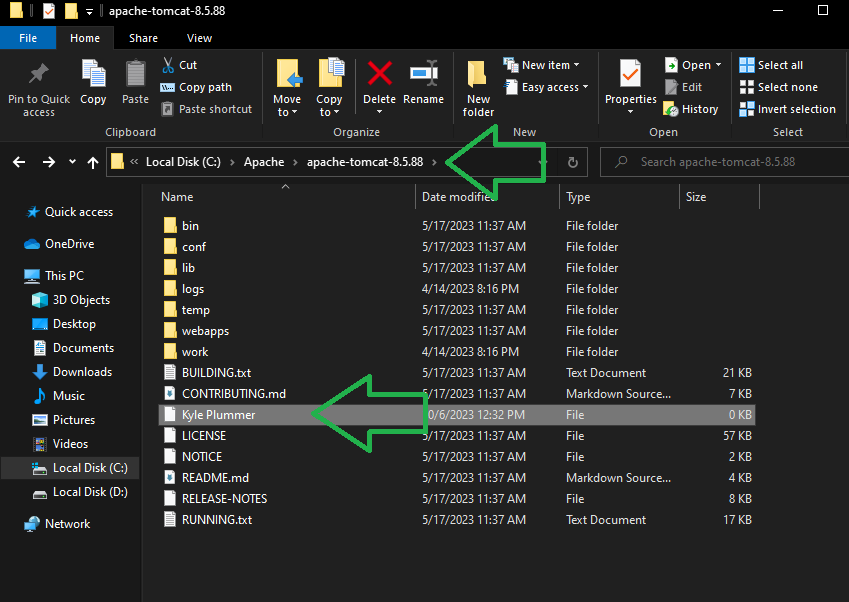 apache-tomcat-8.5.88
File Home Share View
Pin to Quick access
Copy
Paste
Cut
Copy path
Paste shortcut
Clipboard
Move to
Copy to
Delete
Rename
Organize
New folder
New item
Easy access
New
Properties
Open
Edit
History
Open
Select all
Select none
Invert selection
Select
« Local Disk (C:) › Apache › apache-tomcat-8.5.88 ›
Search apache-tomcat-8.5.88
Quick access
OneDrive
This PC
3D Objects
Desktop
Documents
Downloads
Music
Pictures
Videos
Local Disk (C:)
Local Disk (D:)
Network
Name Date modified Type Size
bin 5/17/2023 11:37 AM File folder
conf 5/17/2023 11:37 AM File folder
lib 5/17/2023 11:37 AM File folder
logs 4/14/2023 8:16 PM File folder
temp 5/17/2023 11:37 AM File folder
webapps 5/17/2023 11:37 AM File folder
work 4/14/2023 8:16 PM File folder
BUILDING.txt 5/17/2023 11:37 AM Text Document 21 KB
CONTRIBUTING.md 5/17/2023 11:37 AM Markdown Source... 7 KB
Kyle Plummer 0/6/2023 12:32 PM File 0 KB
LICENSE 5/17/2023 11:37 AM File 57 KB
NOTICE 5/17/2023 11:37 AM File 2 KB
README.md 5/17/2023 11:37 AM Markdown Source... 4 KB
RELEASE-NOTES 5/17/2023 11:37 AM File 8 KB
RUNNING.txt 5/17/2023 11:37 AM Text Document 17 KB